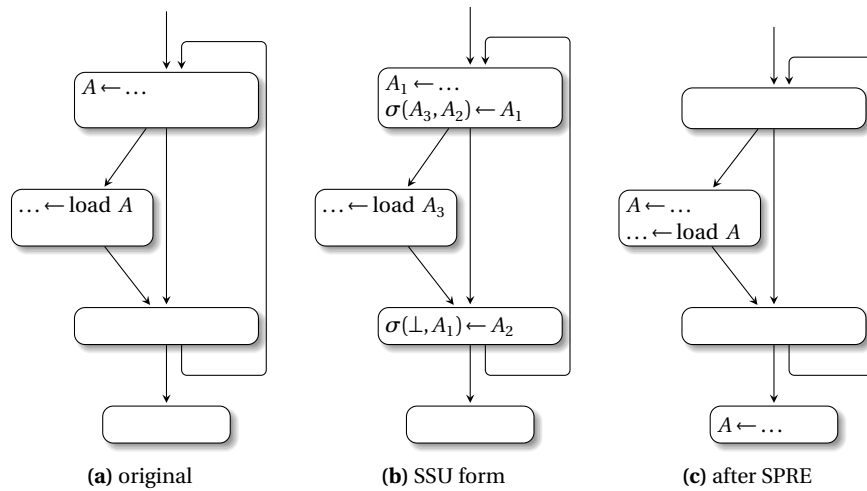 A ← …
A₁ ← …
σ(A₃, A₂) ← A₁
… ← load A
… ← load A₃
A ← …
… ← load A
σ(⊥, A₁) ← A₂
A ← …
(a) original
(b) SSU form
(c) after SPRE